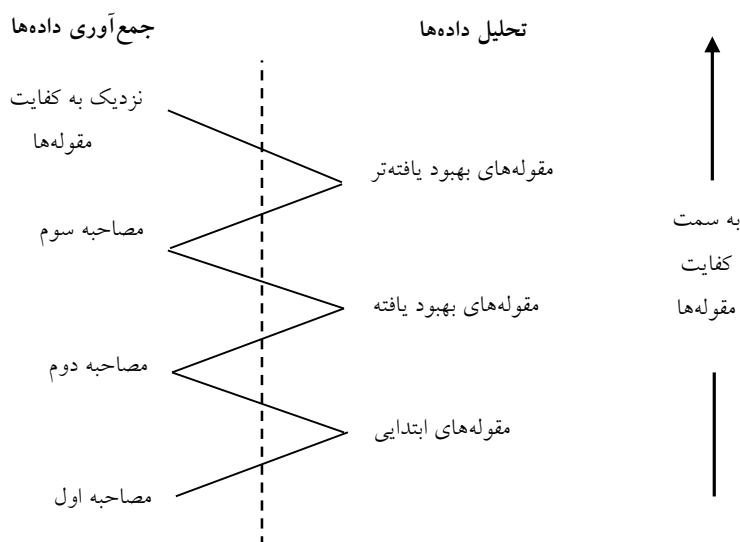 جمع‌آوری داده‌ها
تحلیل داده‌ها
نزدیک به کفایت
مقوله‌ها
مقوله‌های بهبود یافته‌تر
مصاحبه سوم
به سمت
کفایت
مقوله‌ها
مقوله‌های بهبود یافته
مصاحبه دوم
مقوله‌های ابتدایی
مصاحبه اول